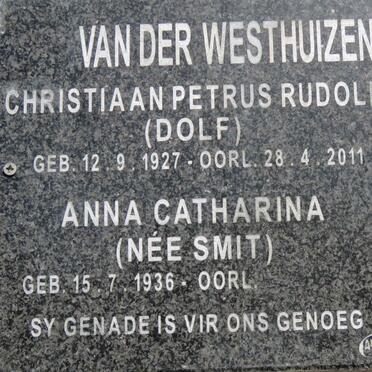 VAN DER WESTHUIZEN
CHRISTIAAN PETRUS RUDOL
(DOLF)
GEB. 12. 9. 1927 - OORL. 28. 4. 2011
ANNA CATHARINA
(NÉE SMIT)
GEB. 15. 7. 1936 - OORL.
SY GENADE IS VIR ONS GENOEG